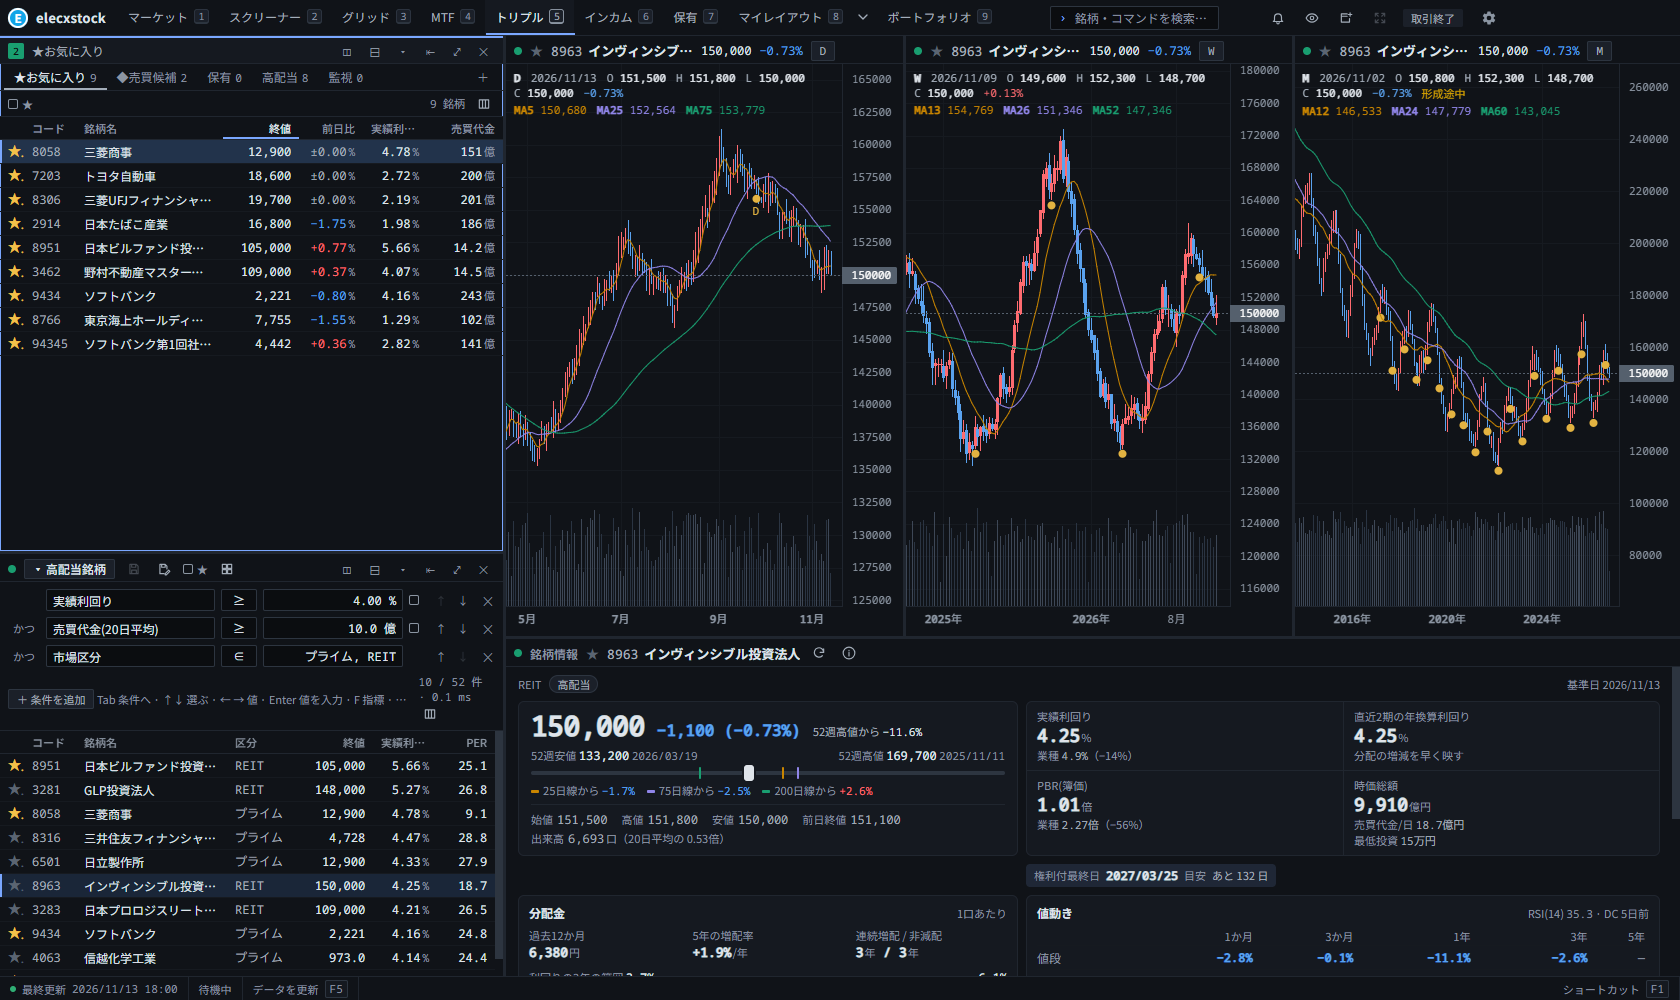 elecxstock マーケット 1 スクリーナー 2 グリッド 3 MTF 4 トリプル 5 インカム 6 保有 7 マイレイアウト 8 ポートフォリオ 9 › 銘柄・コマンドを検索… 取引終了
2 ★お気に入り
★お気に入り 9 ◆売買候補 2 保有 0 高配当 8 監視 0 +
★ 9 銘柄
コード 銘柄名 終値 前日比 実績利… 売買代金
8058 三菱商事 12,900 ±0.00% 4.78% 151億
7203 トヨタ自動車 18,600 ±0.00% 2.72% 200億
8306 三菱UFJフィナンシャ… 19,700 ±0.00% 2.19% 201億
2914 日本たばこ産業 16,800 −1.75% 1.98% 186億
8951 日本ビルファンド投… 105,000 +0.77% 5.66% 14.2億
3462 野村不動産マスター… 109,000 +0.37% 4.07% 14.5億
9434 ソフトバンク 2,221 −0.80% 4.16% 243億
8766 東京海上ホールディ… 7,755 −1.55% 1.29% 102億
94345 ソフトバンク第1回社… 4,442 +0.36% 2.82% 141億
高配当銘柄
実績利回り ≥ 4.00 %
かつ 売買代金(20日平均) ≥ 10.0 億
かつ 市場区分 ∈ プライム, REIT
＋条件を追加 Tab 条件へ · ↑↓ 選ぶ · ←→ 値 · Enter 値を入力 · F 指標 · … 10 / 52 件 · 0.1 ms
コード 銘柄名 区分 終値 実績利… PER
8951 日本ビルファンド投資… REIT 105,000 5.66% 25.1
3281 GLP投資法人 REIT 148,000 5.27% 26.8
8058 三菱商事 プライム 12,900 4.78% 9.1
8316 三井住友フィナンシャ… プライム 4,728 4.47% 28.8
6501 日立製作所 プライム 12,900 4.33% 27.9
8963 インヴィンシブル投資… REIT 150,000 4.25% 18.7
3283 日本プロロジスリート… REIT 109,000 4.21% 26.5
9434 ソフトバンク プライム 2,221 4.16% 24.8
4063 信越化学工業 プライム 973.0 4.14% 24.4
8963 インヴィンシブ… 150,000 −0.73% D
D 2026/11/13 O 151,500 H 151,800 L 150,000
C 150,000 −0.73%
MA5 150,680 MA25 152,564 MA75 153,779
D
165000
162500
160000
157500
155000
152500
150000
147500
145000
142500
140000
137500
135000
132500
130000
127500
125000
5月 7月 9月 11月
8963 インヴィンシ… 150,000 −0.73% W
W 2026/11/09 O 149,600 H 152,300 L 148,700
C 150,000 +0.13%
MA13 154,769 MA26 151,346 MA52 147,346
180000
176000
172000
168000
164000
160000
156000
152000
150000
148000
144000
140000
136000
132000
128000
124000
120000
116000
2025年 2026年 8月
8963 インヴィンシ… 150,000 −0.73% M
M 2026/11/02 O 150,800 H 152,300 L 148,700
C 150,000 −0.73% 形成途中
MA12 146,533 MA24 147,779 MA60 143,045
260000
240000
220000
200000
180000
160000
150000
140000
120000
100000
80000
2016年 2020年 2024年
銘柄情報 ★ 8963 インヴィンシブル投資法人
REIT 高配当 基準日 2026/11/13
150,000 −1,100 (−0.73%) 52週高値から −11.6%
52週安値 133,200 2026/03/19 52週高値 169,700 2025/11/11
25日線から −1.7% 75日線から −2.5% 200日線から +2.6%
始値 151,500 高値 151,800 安値 150,000 前日終値 151,100
出来高 6,693口（20日平均の 0.53倍）
実績利回り
4.25%
業種 4.9%（−14%）
直近2期の年換算利回り
4.25%
分配の増減を早く映す
PBR(簿価)
1.01倍
業種 2.27倍（−56%）
時価総額
9,910億円
売買代金/日 18.7億円
最低投資 15万円
権利付最終日 2027/03/25 目安 あと 132 日
分配金 1口あたり
過去12か月 5年の増配率 連続増配 / 非減配
6,380円 +1.9%/年 3年 / 3年
値動き RSI(14) 35.3 · DC 5日前
1か月 3か月 1年 3年 5年
値段 −2.8% −0.1% −11.1% −2.6% −
最終更新 2026/11/13 18:00 待機中 データを更新 F5 ショートカット F1